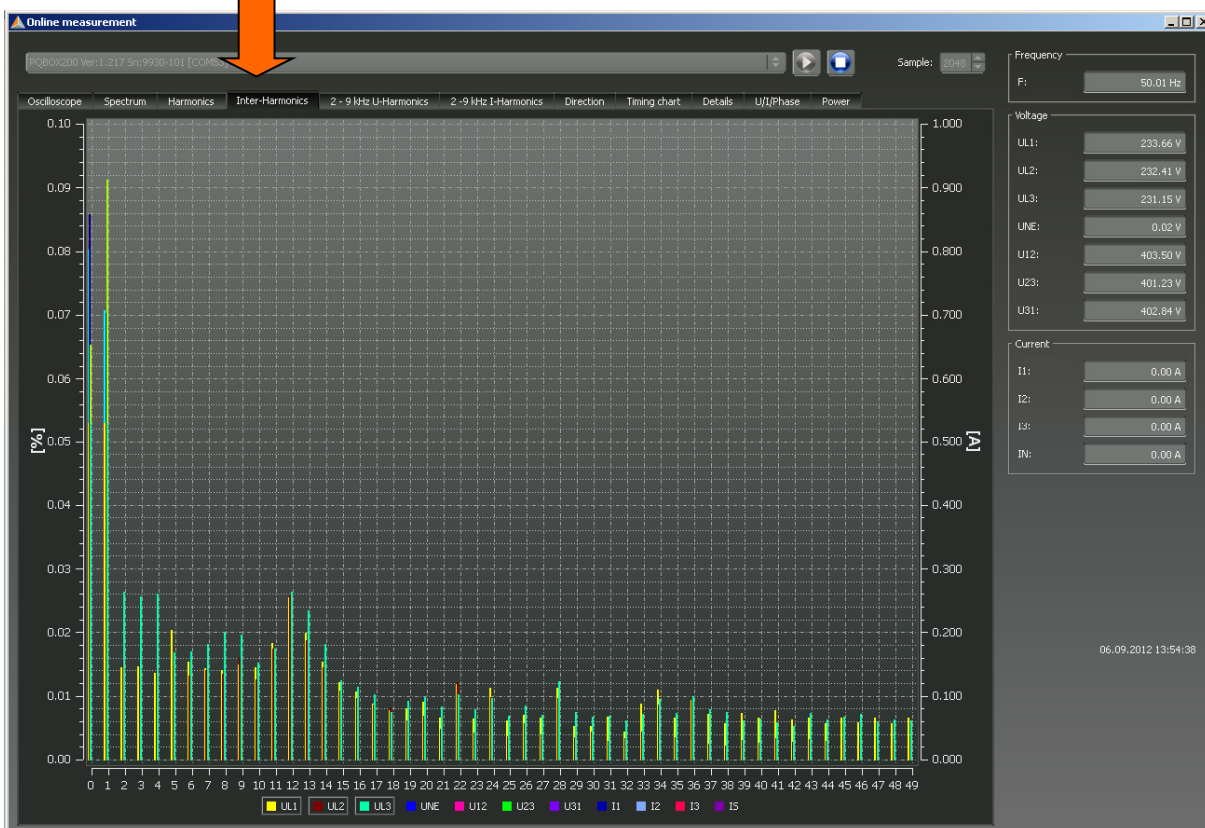 Online measurement
PQBOX200 Ver:1.217 Sn:9930-101 [COM53]
Sample: 2048
Oscilloscope Spectrum Harmonics Inter-Harmonics 2 - 9 kHz U-Harmonics 2 -9 kHz I-Harmonics Direction Timing chart Details U/I/Phase Power
0.10 1.000
0.09 0.900
0.08 0.800
0.07 0.700
0.06 0.600
[%] 0.05 0.500 [A]
0.04 0.400
0.03 0.300
0.02 0.200
0.01 0.100
0.00 0.000
0 1 2 3 4 5 6 7 8 9 10 11 12 13 14 15 16 17 18 19 20 21 22 23 24 25 26 27 28 29 30 31 32 33 34 35 36 37 38 39 40 41 42 43 44 45 46 47 48 49
UL1 UL2 UL3 UNE U12 U23 U31 I1 I2 I3 I5
Frequency
F: 50.01 Hz
Voltage
UL1: 233.66 V
UL2: 232.41 V
UL3: 231.15 V
UNE: 0.02 V
U12: 403.50 V
U23: 401.23 V
U31: 402.84 V
Current
I1: 0.00 A
I2: 0.00 A
I3: 0.00 A
IN: 0.00 A
06.09.2012 13:54:38